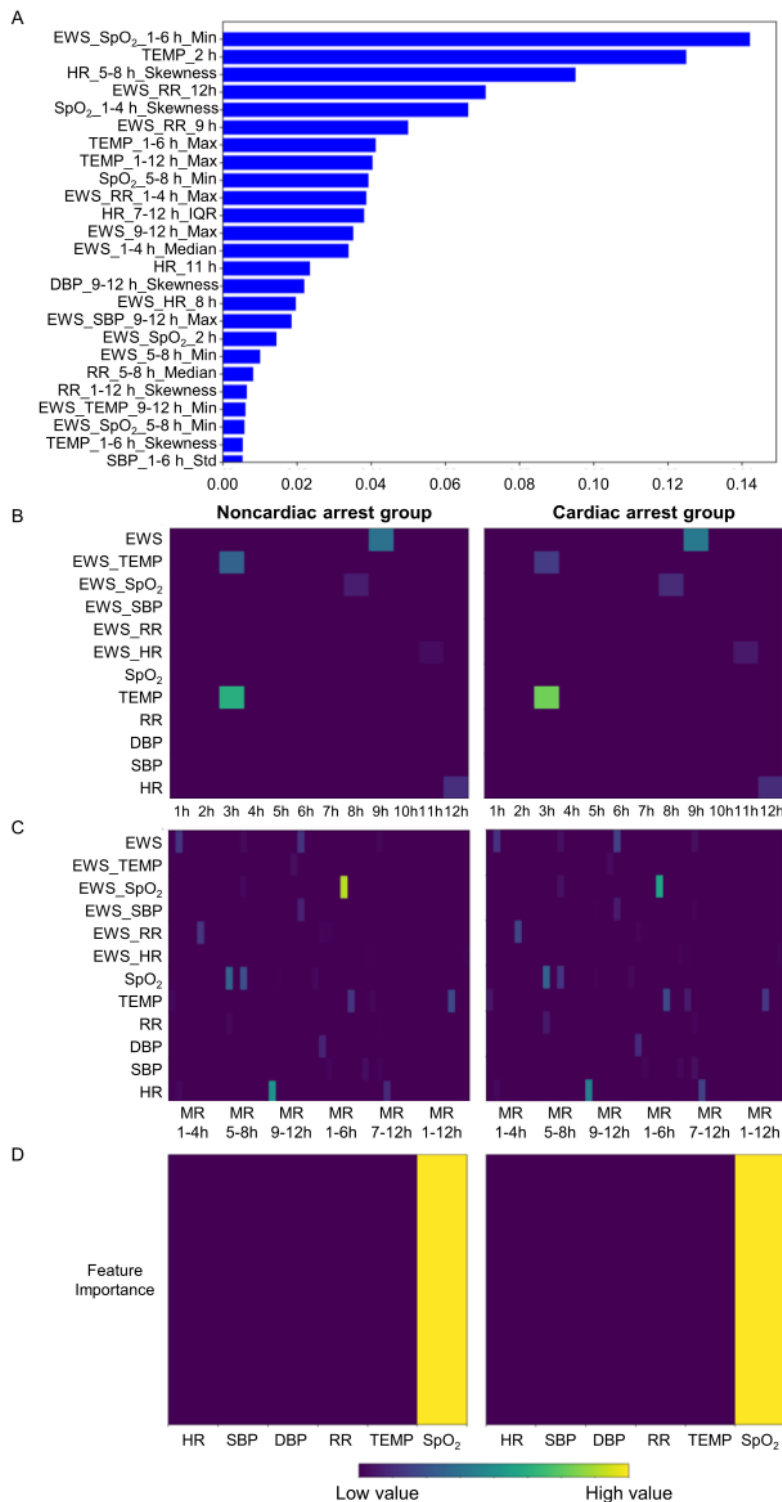 A
EWS_SpO₂_1-6 h_Min
TEMP_2 h
HR_5-8 h_Skewness
EWS_RR_12h
SpO₂_1-4 h_Skewness
EWS_RR_9 h
TEMP_1-6 h_Max
TEMP_1-12 h_Max
SpO₂_5-8 h_Min
EWS_RR_1-4 h_Max
HR_7-12 h_IQR
EWS_9-12 h_Max
EWS_1-4 h_Median
HR_11 h
DBP_9-12 h_Skewness
EWS_HR_8 h
EWS_SBP_9-12 h_Max
EWS_SpO₂_2 h
EWS_5-8 h_Min
RR_5-8 h_Median
RR_1-12 h_Skewness
EWS_TEMP_9-12 h_Min
EWS_SpO₂_5-8 h_Min
TEMP_1-6 h_Skewness
SBP_1-6 h_Std
0.00 0.02 0.04 0.06 0.08 0.10 0.12 0.14
B
Noncardiac arrest group Cardiac arrest group
EWS
EWS_TEMP
EWS_SpO₂
EWS_SBP
EWS_RR
EWS_HR
SpO₂
TEMP
RR
DBP
SBP
HR
1h 2h 3h 4h 5h 6h 7h 8h 9h 10h 11h 12h 1h 2h 3h 4h 5h 6h 7h 8h 9h 10h 11h 12h
C
EWS
EWS_TEMP
EWS_SpO₂
EWS_SBP
EWS_RR
EWS_HR
SpO₂
TEMP
RR
DBP
SBP
HR
MR MR MR MR MR MR MR MR MR MR MR MR
1-4h 5-8h 9-12h 1-6h 7-12h 1-12h 1-4h 5-8h 9-12h 1-6h 7-12h 1-12h
D
Feature
Importance
HR SBP DBP RR TEMP SpO₂ HR SBP DBP RR TEMP SpO₂
Low value High value